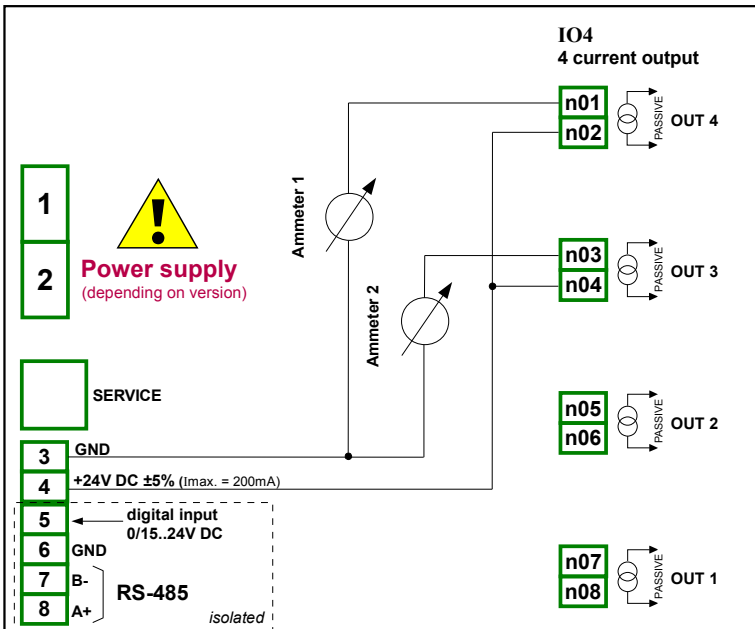 IO4
4 current output
n01
n02
PASSIVE
OUT 4
Ammeter 1
1
2
!
Power supply
(depending on version)
n03
n04
PASSIVE
OUT 3
Ammeter 2
SERVICE
n05
n06
PASSIVE
OUT 2
3
GND
4
+24V DC ±5% (Imax. = 200mA)
5
digital input
0/15..24V DC
6
GND
7
B-
8
A+
RS-485
isolated
n07
n08
PASSIVE
OUT 1